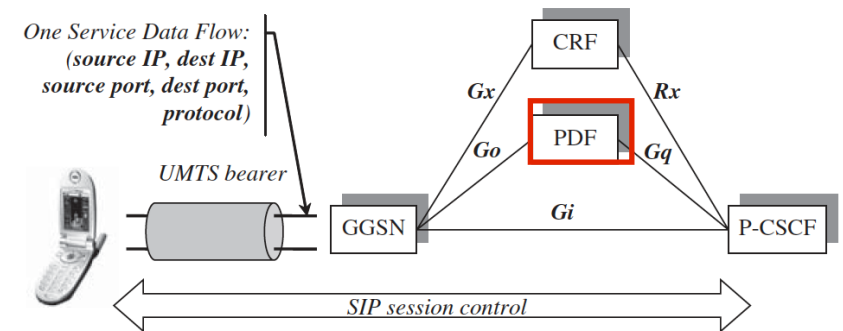 One Service Data Flow:
(source IP, dest IP,
source port, dest port,
protocol)
CRF
Gx
Rx
PDF
Go
Gq
UMTS bearer
GGSN
Gi
P-CSCF
SIP session control